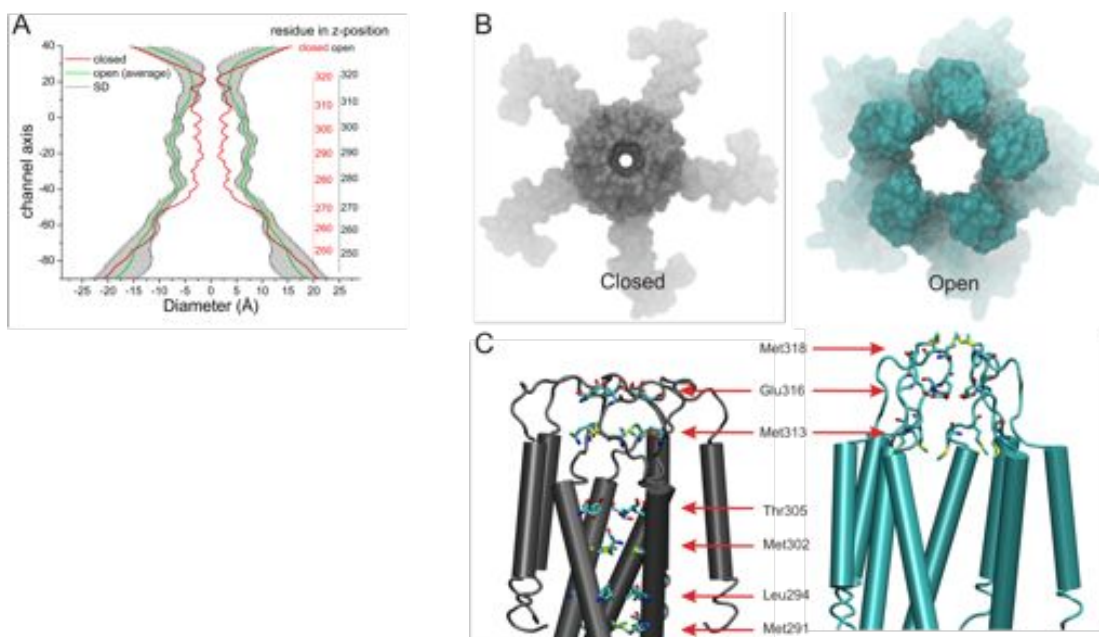 A
residue in z-position
closed open
closed
open (average)
SD
channel axis
40
20
0
-20
-40
-60
-80
320
310
300
290
280
270
260
320
310
300
290
280
270
260
250
-25 -20 -15 -10 -5 0 5 10 15 20 25
Diameter (Å)
B
Closed
Open
C
Met318
Glu316
Met313
Thr305
Met302
Leu294
Met291